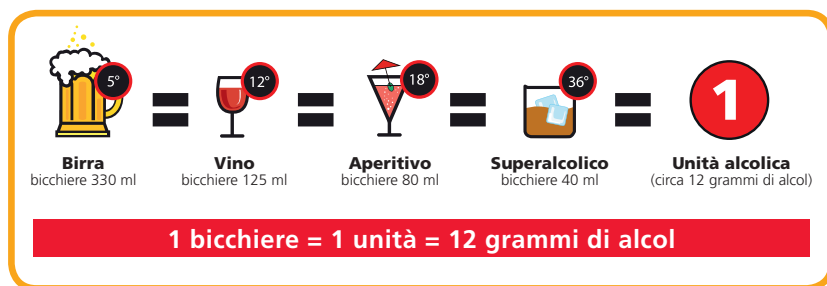 5°
12°
18°
36°
1
Birra
bicchiere 330 ml
Vino
bicchiere 125 ml
Aperitivo
bicchiere 80 ml
Superalcolico
bicchiere 40 ml
Unità alcolica
(circa 12 grammi di alcol)
1 bicchiere = 1 unità = 12 grammi di alcol